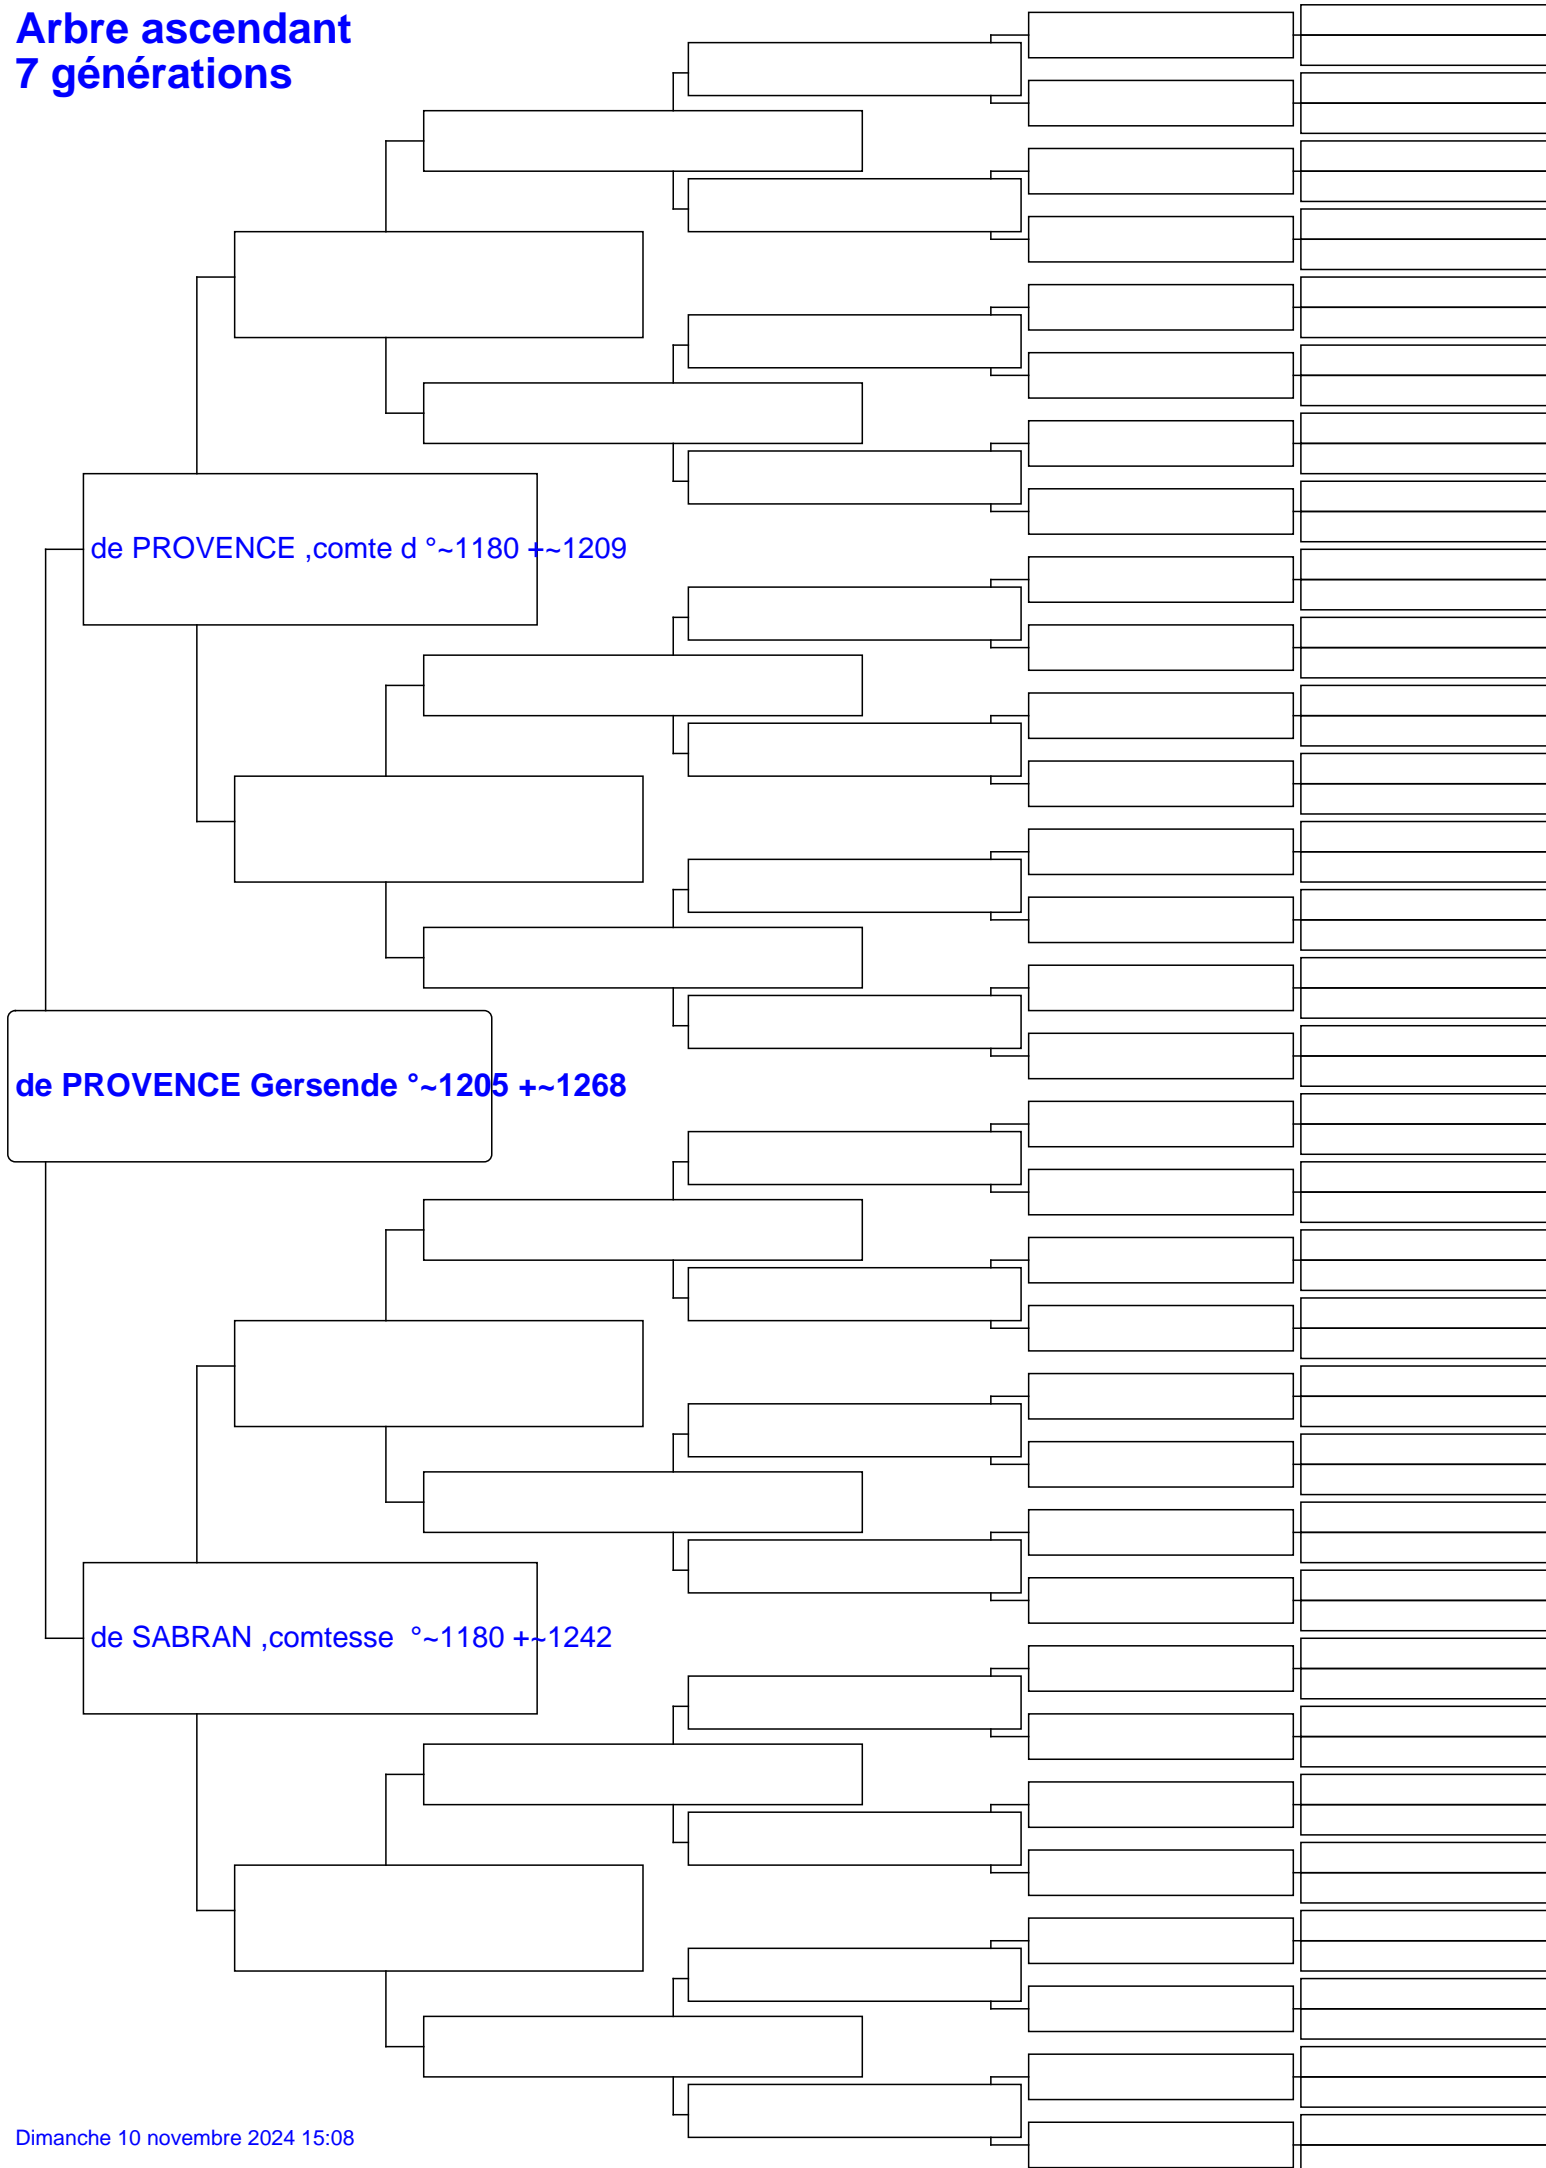 Arbre ascendant
7 générations
de PROVENCE ,comte d °~1180 +~1209
de PROVENCE Gersende °~1205 +~1268
de SABRAN ,comtesse  °~1180 +~1242
Dimanche 10 novembre 2024 15:08